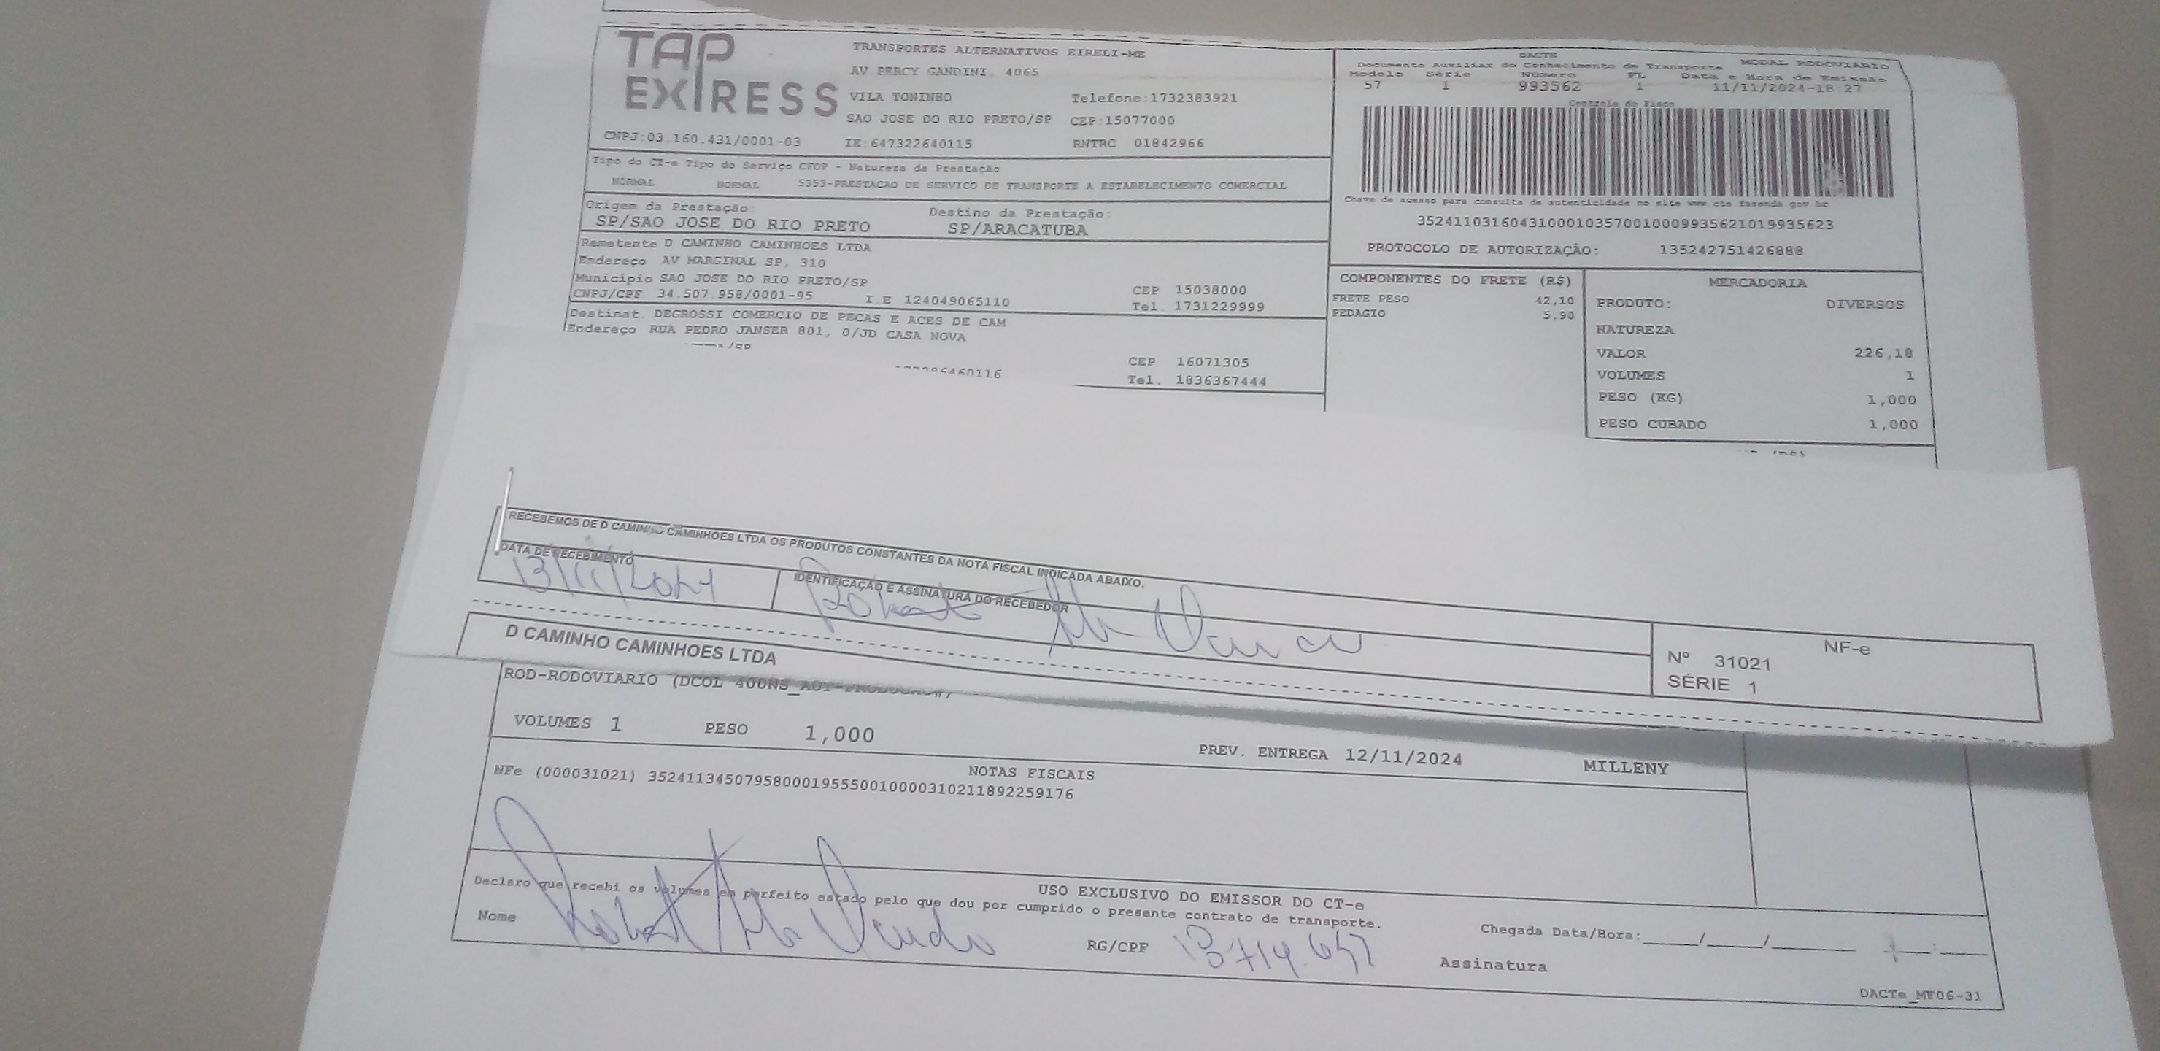 TAP EXPRESS
TRANSPORTES ALTERNATIVOS EIRELI-ME
AV PERCY GANDINI, 4065
VILA TONINHO Telefone:1732383921
SAO JOSE DO RIO PRETO/SP CEP:15077000
CNPJ:03.160.431/0001-03 IE:647322640115 RNTRC 01842966
DACTE
Documento Auxiliar do Conhecimento de Transporte MODAL RODOVIARIO
Modelo Série Número FL Data e Hora de Emissão
57 1 993562 1 11/11/2024-18:27
Controle do Fisco
Chave de acesso para consulta de autenticidade no site www.cte.fazenda.gov.br
35241103160431000103570010009935621019935623
PROTOCOLO DE AUTORIZAÇÃO: 135242751426888
Tipo do CT-e Tipo do Serviço CFOP - Natureza da Prestação
NORMAL NORMAL 5353-PRESTACAO DE SERVICO DE TRANSPORTE A ESTABELECIMENTO COMERCIAL
Origem da Prestação: Destino da Prestação:
SP/SAO JOSE DO RIO PRETO SP/ARACATUBA
Remetente D CAMINHO CAMINHOES LTDA
Endereço AV MARGINAL SP, 310
Município SAO JOSE DO RIO PRETO/SP CEP 15038000
CNPJ/CPF 34.507.958/0001-95 I.E 124049065110 Tel. 1731229999
Destinat. DEGROSSI COMERCIO DE PECAS E ACES DE CAM
Endereço RUA PEDRO JANSER 801, 0/JD CASA NOVA
CEP 16071305
Tel. 1836367444
COMPONENTES DO FRETE (R$)
FRETE PESO 42,10
PEDAGIO 5,90
MERCADORIA
PRODUTO: DIVERSOS
NATUREZA
VALOR 226,18
VOLUMES 1
PESO (KG) 1,000
PESO CUBADO 1,000
RECEBEMOS DE D CAMINHO CAMINHOES LTDA OS PRODUTOS CONSTANTES DA NOTA FISCAL INDICADA ABAIXO.
DATA DE RECEBIMENTO IDENTIFICAÇÃO E ASSINATURA DO RECEBEDOR
13/11/2024
NF-e
Nº 31021
SÉRIE 1
D CAMINHO CAMINHOES LTDA
ROD-RODOVIARIO (DCOL 400RS_AUT-
VOLUMES 1 PESO 1,000 PREV. ENTREGA 12/11/2024 MILLENY
NOTAS FISCAIS
NFe (000031021) 35241134507958000195550010000310211892259176
USO EXCLUSIVO DO EMISSOR DO CT-e
Declaro que recebi os volumes em perfeito estado pelo que dou por cumprido o presente contrato de transporte.
Nome RG/CPF 13714.657 Assinatura Chegada Data/Hora:____/____/______ __:__
DACTe_MF06-31